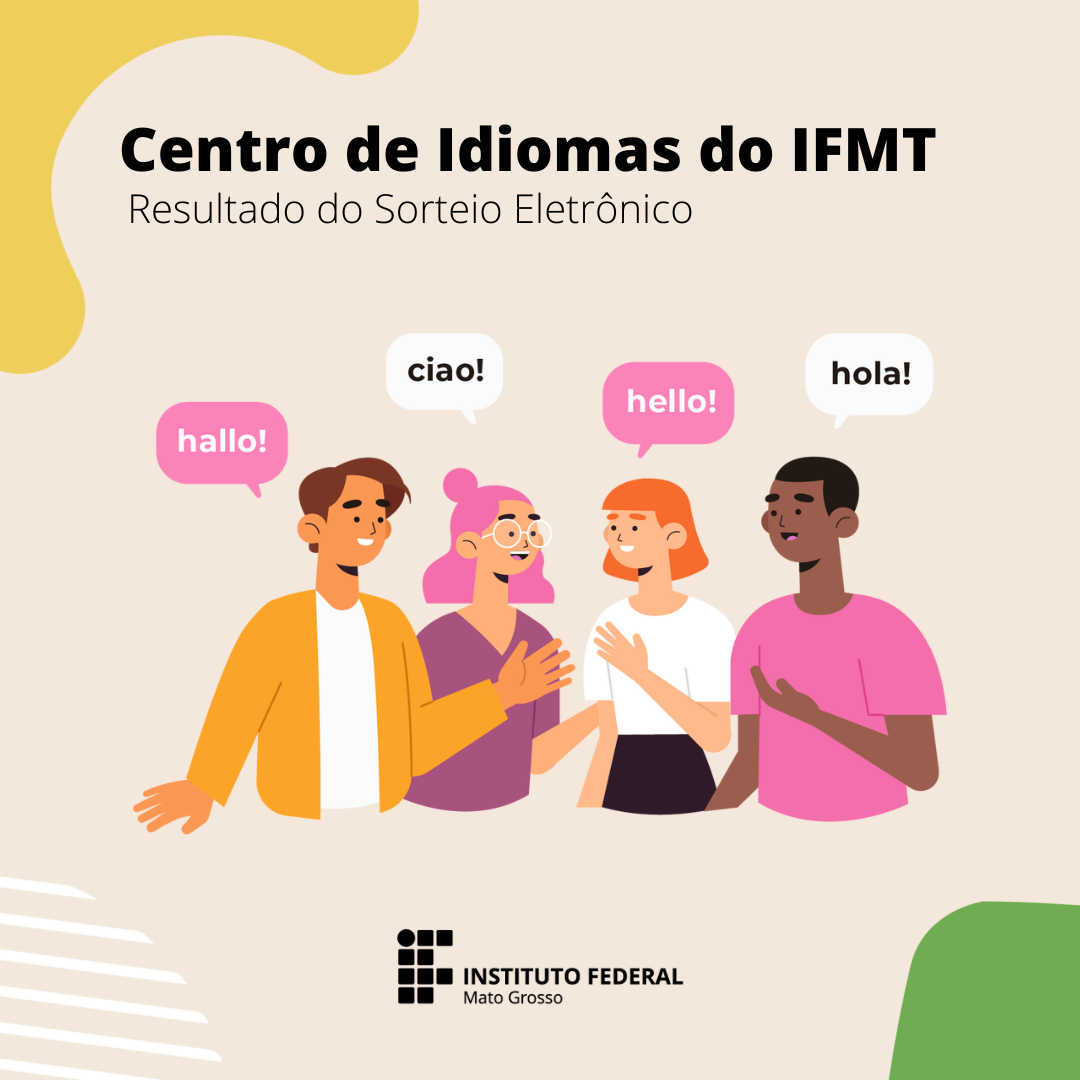 Centro de Idiomas do IFMT
Resultado do Sorteio Eletrônico
hallo!
ciao!
hello!
hola!
INSTITUTO FEDERAL
Mato Grosso